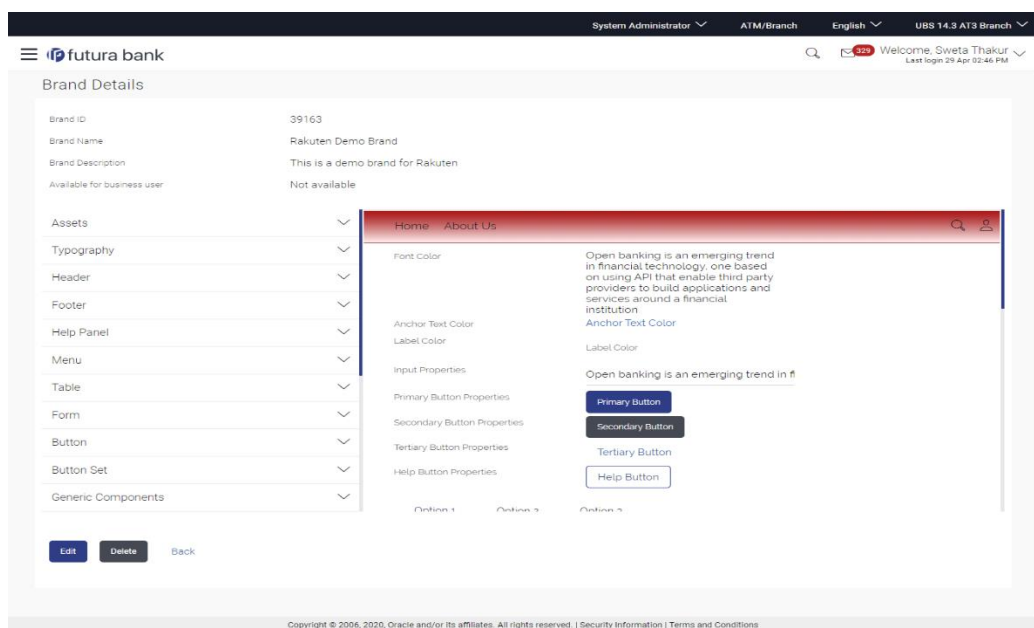 System Administrator ATM/Branch English UBS 14.3 AT3 Branch
futura bank 329 Welcome, Sweta Thakur
Last login 29 Apr 02:46 PM
Brand Details
Brand ID 39163
Brand Name Rakuten Demo Brand
Brand Description This is a demo brand for Rakuten
Available for business user Not available
Assets
Typography
Header
Footer
Help Panel
Menu
Table
Form
Button
Button Set
Generic Components
Home About Us
Font Color Open banking is an emerging trend
in financial technology, one based
on using API that enable third party
providers to build applications and
services around a financial
institution
Anchor Text Color Anchor Text Color
Label Color Label Color
Input Properties Open banking is an emerging trend in
Primary Button Properties Primary Button
Secondary Button Properties Secondary Button
Tertiary Button Properties Tertiary Button
Help Button Properties Help Button
Option 1 Option 2 Option 3
Edit Delete Back
Copyright © 2006, 2020, Oracle and/or its affiliates. All rights reserved. | Security Information | Terms and Conditions